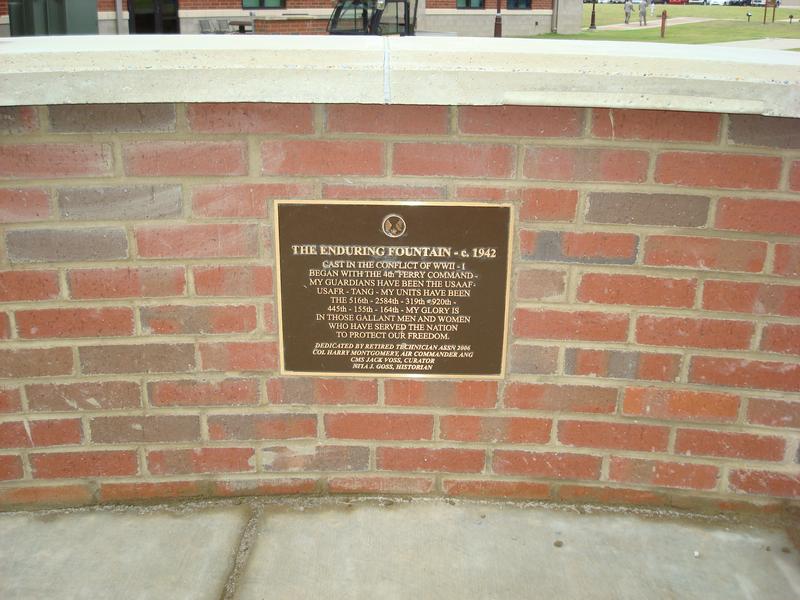 THE ENDURING FOUNTAIN - c. 1942
CAST IN THE CONFLICT OF WWII - I
BEGAN WITH THE 4th FERRY COMMAND -
MY GUARDIANS HAVE BEEN THE USAAF
USAFR - TANG - MY UNITS HAVE BEEN
THE 516th - 2584th - 319th - 920th -
445th - 155th - 164th - MY GLORY IS
IN THOSE GALLANT MEN AND WOMEN
WHO HAVE SERVED THE NATION
TO PROTECT OUR FREEDOM.
DEDICATED BY RETIRED TECHNICIAN ASSN 2006
COL HARRY MONTGOMERY, AIR COMMANDER ANG
CMS JACK VOSS, CURATOR
NITA J. GOSS, HISTORIAN